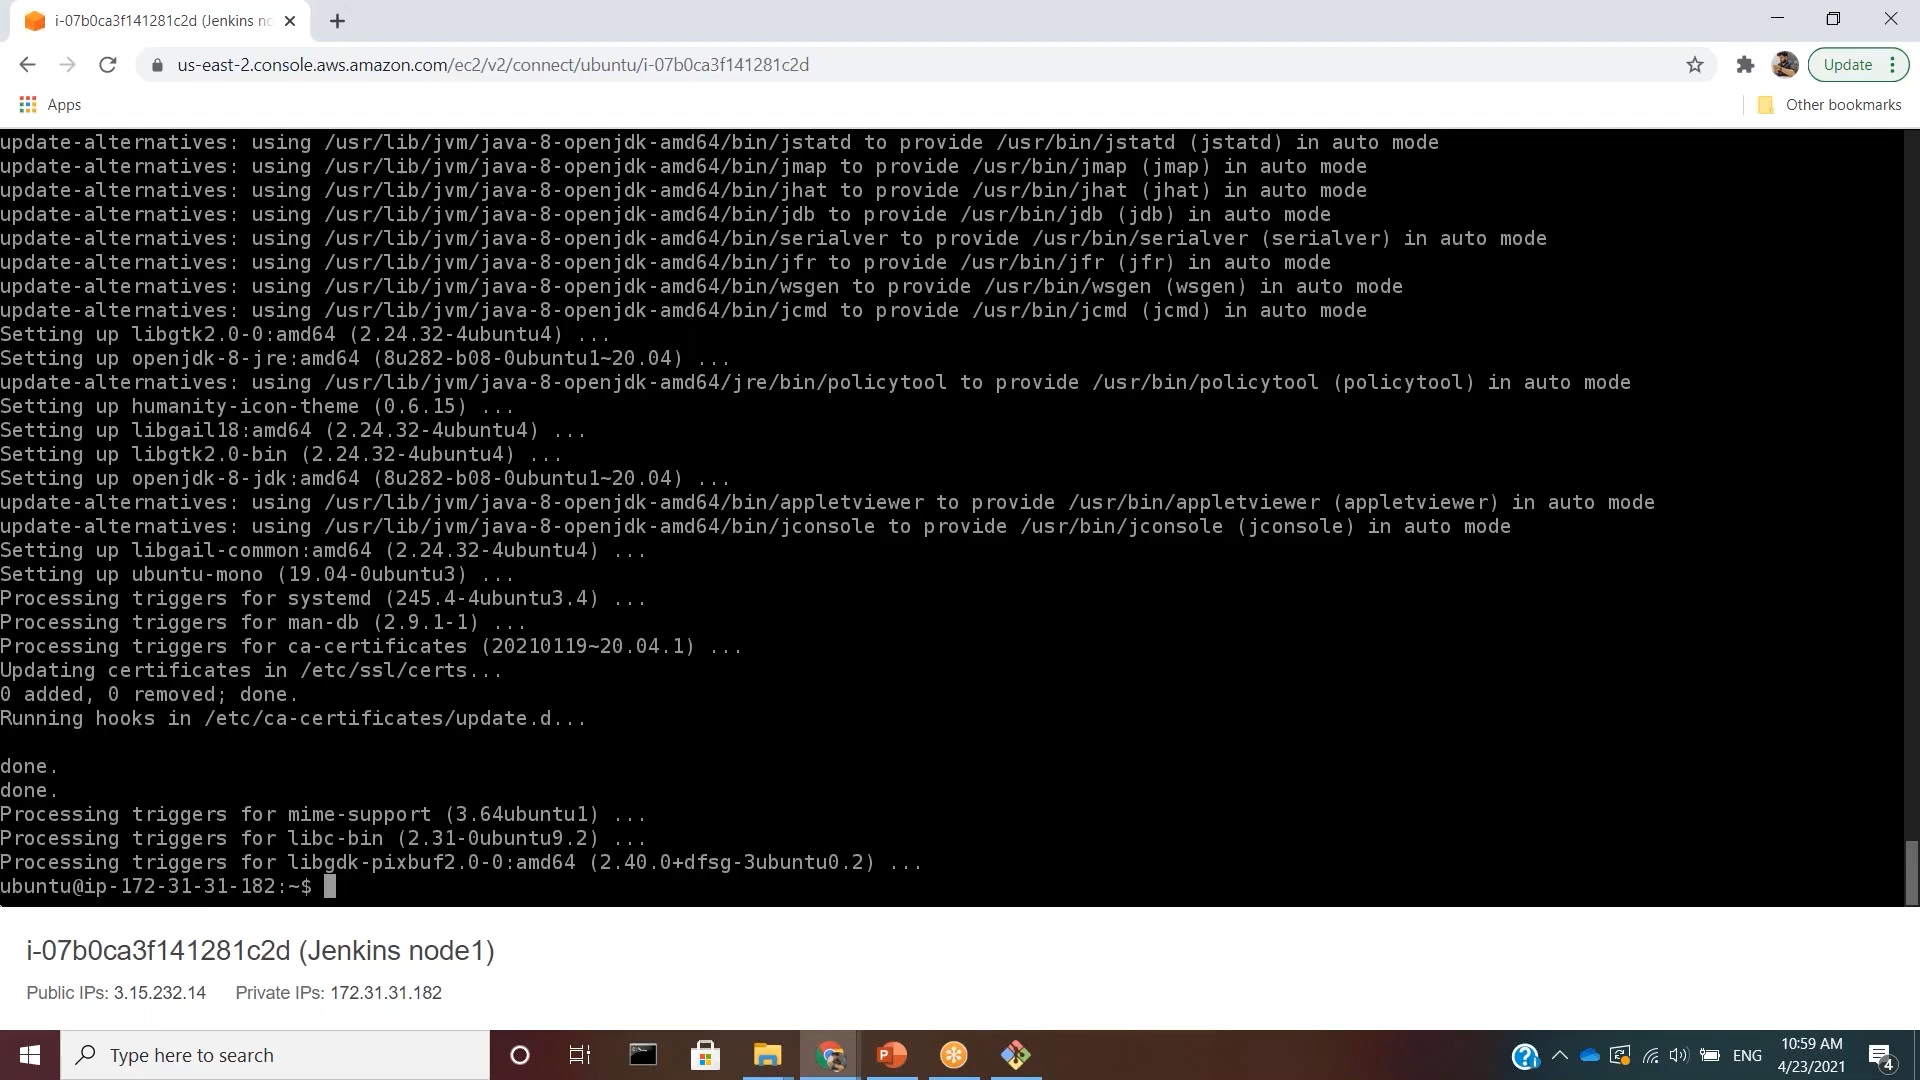 i-07b0ca3f141281c2d (Jenkins no
us-east-2.console.aws.amazon.com/ec2/v2/connect/ubuntu/i-07b0ca3f141281c2d
Update
Apps
Other bookmarks
update-alternatives: using /usr/lib/jvm/java-8-openjdk-amd64/bin/jstatd to provide /usr/bin/jstatd (jstatd) in auto mode
update-alternatives: using /usr/lib/jvm/java-8-openjdk-amd64/bin/jmap to provide /usr/bin/jmap (jmap) in auto mode
update-alternatives: using /usr/lib/jvm/java-8-openjdk-amd64/bin/jhat to provide /usr/bin/jhat (jhat) in auto mode
update-alternatives: using /usr/lib/jvm/java-8-openjdk-amd64/bin/jdb to provide /usr/bin/jdb (jdb) in auto mode
update-alternatives: using /usr/lib/jvm/java-8-openjdk-amd64/bin/serialver to provide /usr/bin/serialver (serialver) in auto mode
update-alternatives: using /usr/lib/jvm/java-8-openjdk-amd64/bin/jfr to provide /usr/bin/jfr (jfr) in auto mode
update-alternatives: using /usr/lib/jvm/java-8-openjdk-amd64/bin/wsgen to provide /usr/bin/wsgen (wsgen) in auto mode
update-alternatives: using /usr/lib/jvm/java-8-openjdk-amd64/bin/jcmd to provide /usr/bin/jcmd (jcmd) in auto mode
Setting up libgtk2.0-0:amd64 (2.24.32-4ubuntu4) ...
Setting up openjdk-8-jre:amd64 (8u282-b08-0ubuntu1~20.04) ...
update-alternatives: using /usr/lib/jvm/java-8-openjdk-amd64/jre/bin/policytool to provide /usr/bin/policytool (policytool) in auto mode
Setting up humanity-icon-theme (0.6.15) ...
Setting up libgail18:amd64 (2.24.32-4ubuntu4) ...
Setting up libgtk2.0-bin (2.24.32-4ubuntu4) ...
Setting up openjdk-8-jdk:amd64 (8u282-b08-0ubuntu1~20.04) ...
update-alternatives: using /usr/lib/jvm/java-8-openjdk-amd64/bin/appletviewer to provide /usr/bin/appletviewer (appletviewer) in auto mode
update-alternatives: using /usr/lib/jvm/java-8-openjdk-amd64/bin/jconsole to provide /usr/bin/jconsole (jconsole) in auto mode
Setting up libgail-common:amd64 (2.24.32-4ubuntu4) ...
Setting up ubuntu-mono (19.04-0ubuntu3) ...
Processing triggers for systemd (245.4-4ubuntu3.4) ...
Processing triggers for man-db (2.9.1-1) ...
Processing triggers for ca-certificates (20210119~20.04.1) ...
Updating certificates in /etc/ssl/certs...
0 added, 0 removed; done.
Running hooks in /etc/ca-certificates/update.d...
done.
done.
Processing triggers for mime-support (3.64ubuntu1) ...
Processing triggers for libc-bin (2.31-0ubuntu9.2) ...
Processing triggers for libgdk-pixbuf2.0-0:amd64 (2.40.0+dfsg-3ubuntu0.2) ...
ubuntu@ip-172-31-31-182:~$
i-07b0ca3f141281c2d (Jenkins node1)
Public IPs: 3.15.232.14 Private IPs: 172.31.31.182
Type here to search
ENG
10:59 AM
4/23/2021
4